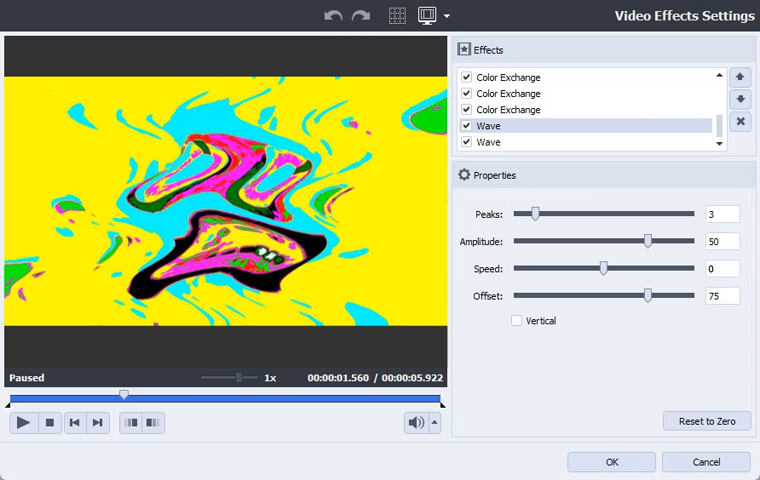 Video Effects Settings
Effects
Color Exchange
Color Exchange
Color Exchange
Wave
Wave
Properties
Peaks: 3
Amplitude: 50
Speed: 0
Offset: 75
Vertical
Paused 1x 00:00:01.560 / 00:00:05.922
Reset to Zero
OK Cancel